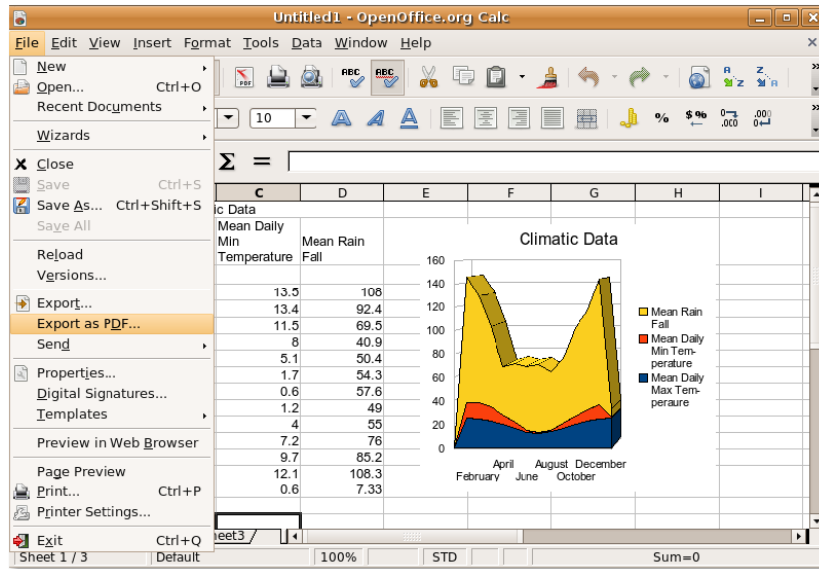 Untitled1 - OpenOffice.org Calc
File Edit View Insert Format Tools Data Window Help
New
Open... Ctrl+O
Recent Documents
Wizards
Close
Save Ctrl+S
Save As... Ctrl+Shift+S
Save All
Reload
Versions...
Export...
Export as PDF...
Send
Properties...
Digital Signatures...
Templates
Preview in Web Browser
Page Preview
Print... Ctrl+P
Printer Settings...
Exit Ctrl+Q
PDF ABC ABC
10 A A A % $% .000
Σ =
C D E F G H I
ic Data
Mean Daily
Min Mean Rain
Temperature Fall
13.5 108
13.4 92.4
11.5 69.5
8 40.9
5.1 50.4
1.7 54.3
0.6 57.6
1.2 49
4 55
7.2 76
9.7 85.2
12.1 108.3
0.6 7.33
Climatic Data
160
140
120
100
80
60
40
20
0
April August December
February June October
Mean Rain
Fall
Mean Daily
Min Tem-
perature
Mean Daily
Max Tem-
peraure
heet3
Sheet 1 / 3 Default 100% STD Sum=0